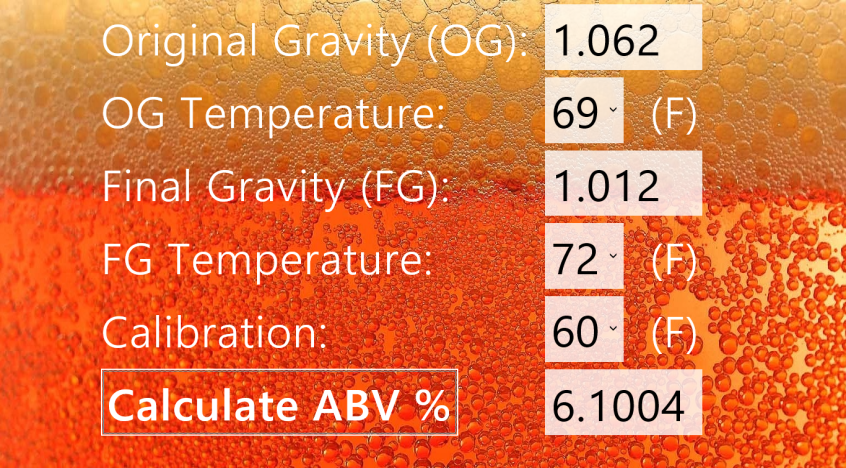 Original Gravity (OG): 1.062
OG Temperature: 69 (F)
Final Gravity (FG): 1.012
FG Temperature: 72 (F)
Calibration: 60 (F)
Calculate ABV % 6.1004